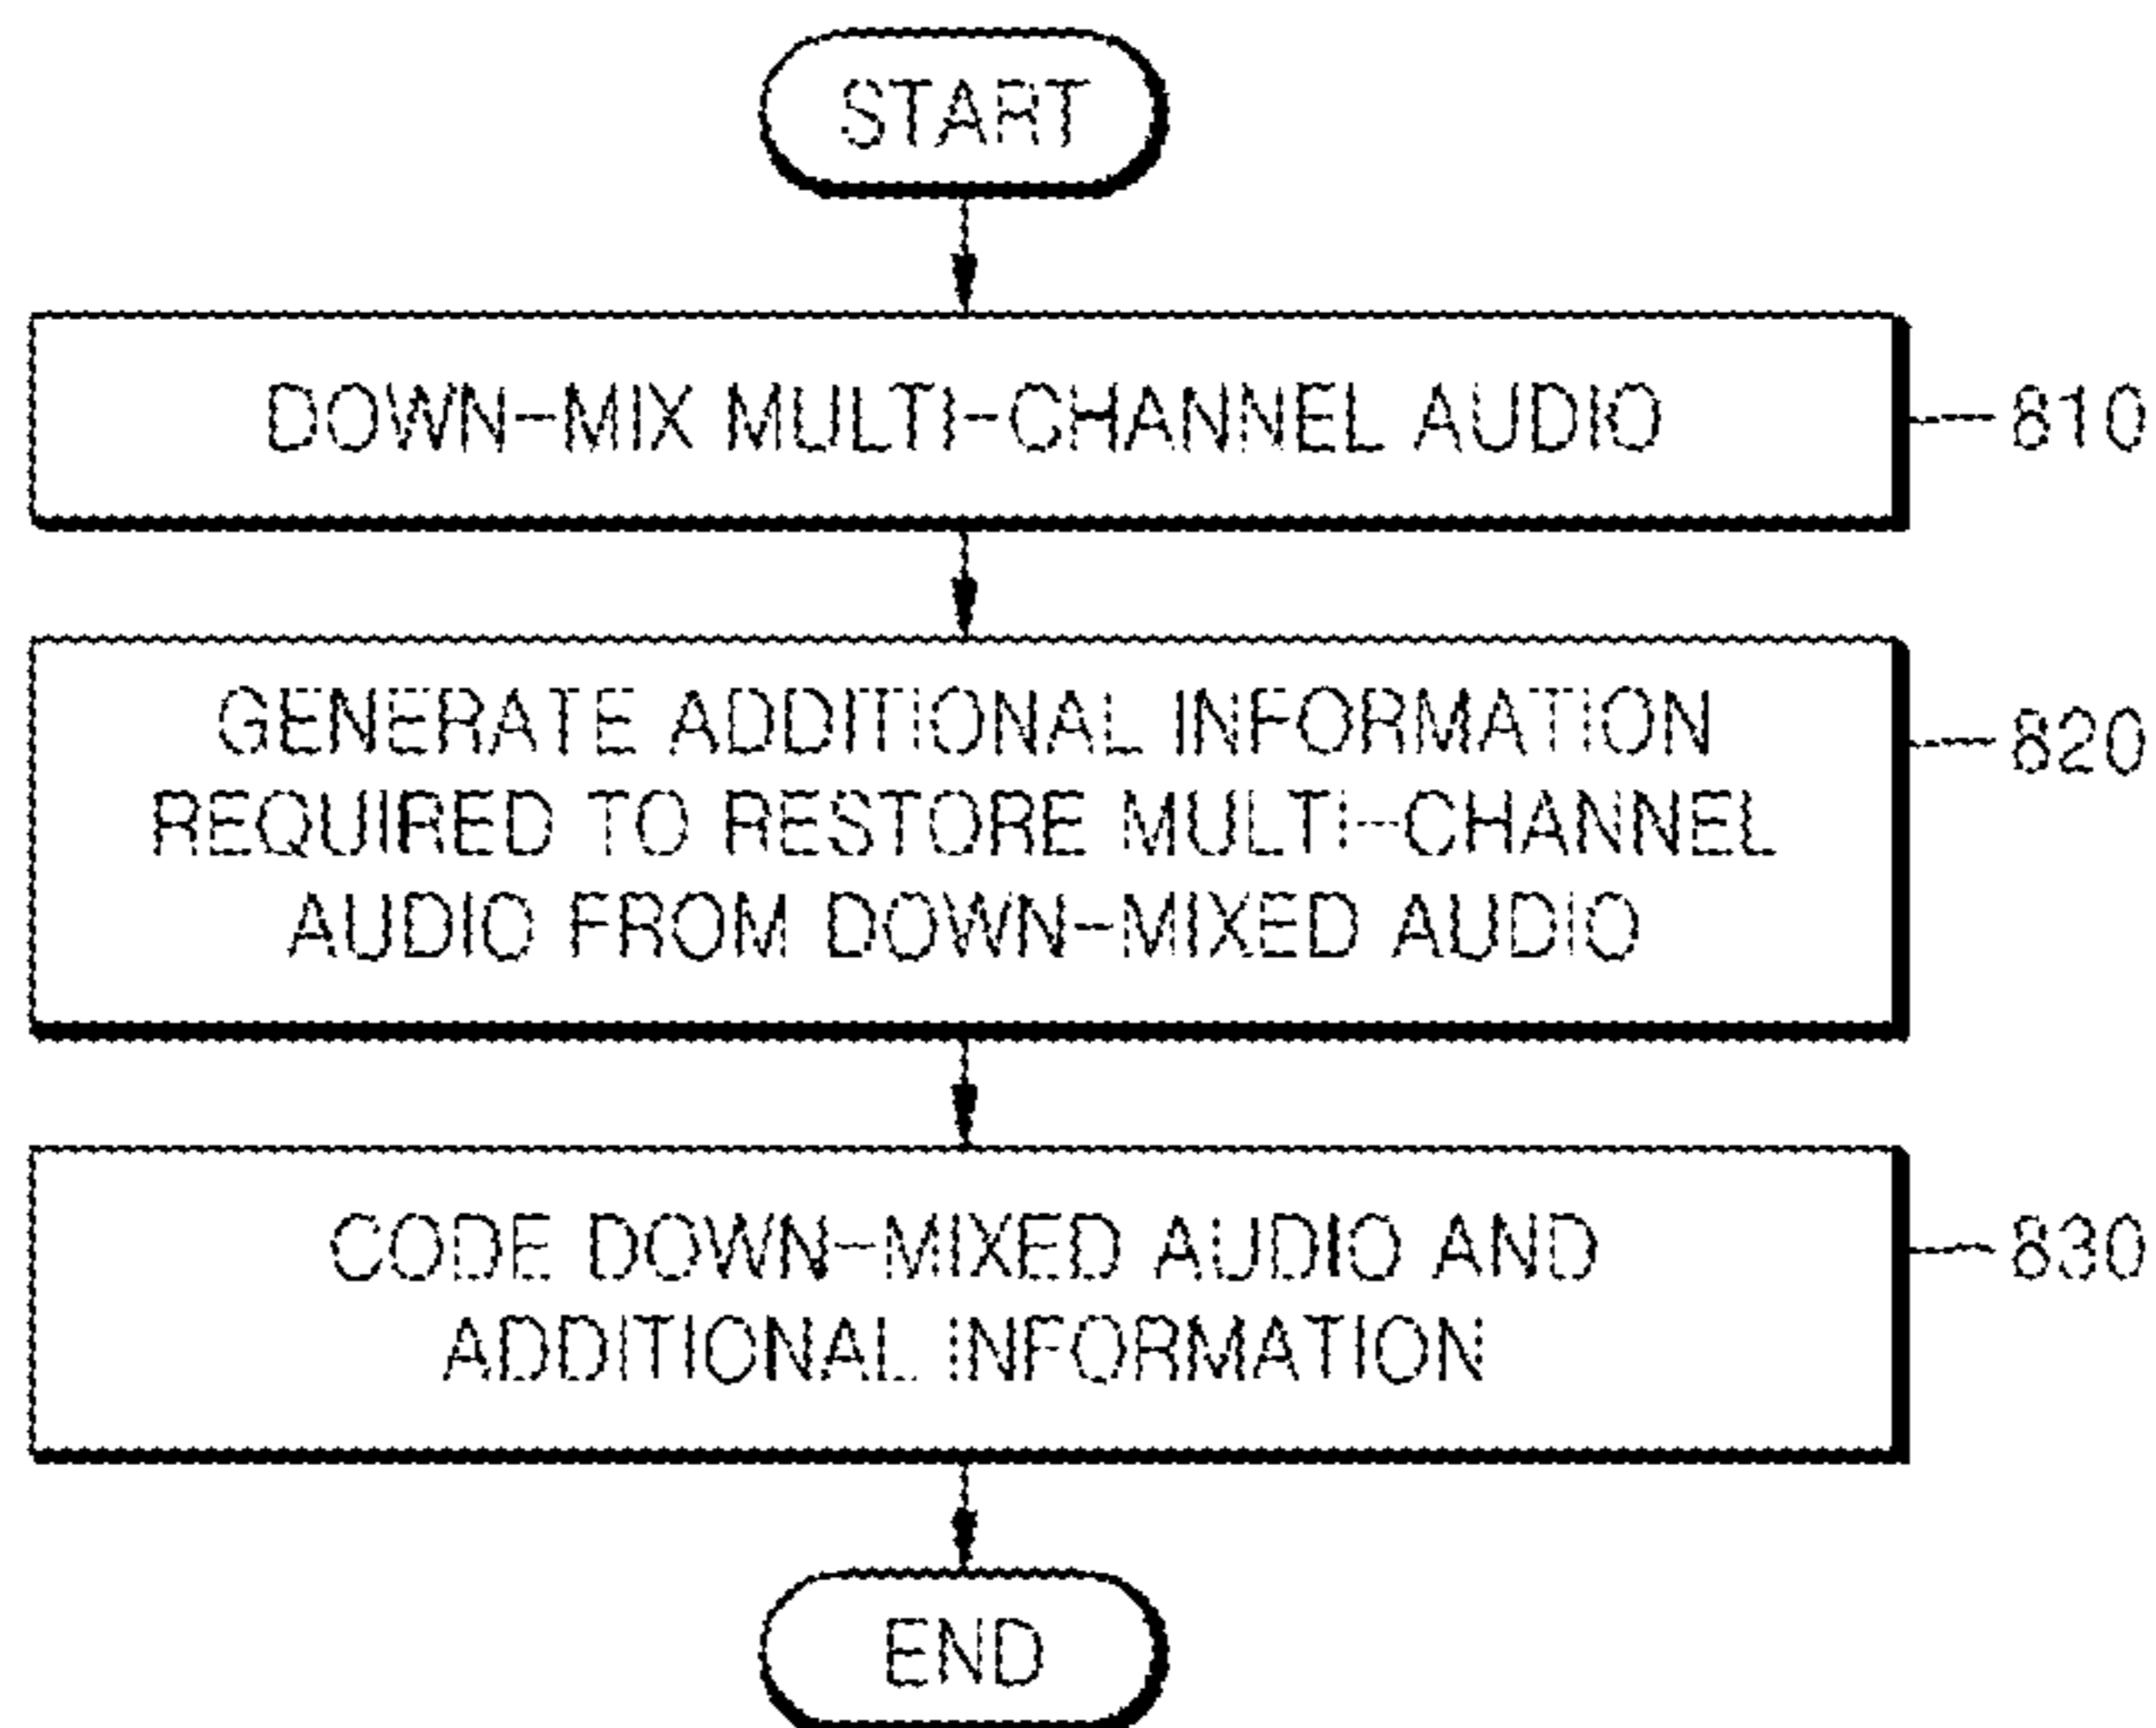 START
DOWN-MIX MULTI-CHANNEL AUDIO
810
GENERATE ADDITIONAL INFORMATION
REQUIRED TO RESTORE MULTI-CHANNEL
AUDIO FROM DOWN-MIXED AUDIO
820
CODE DOWN-MIXED AUDIO AND
ADDITIONAL INFORMATION
830
END